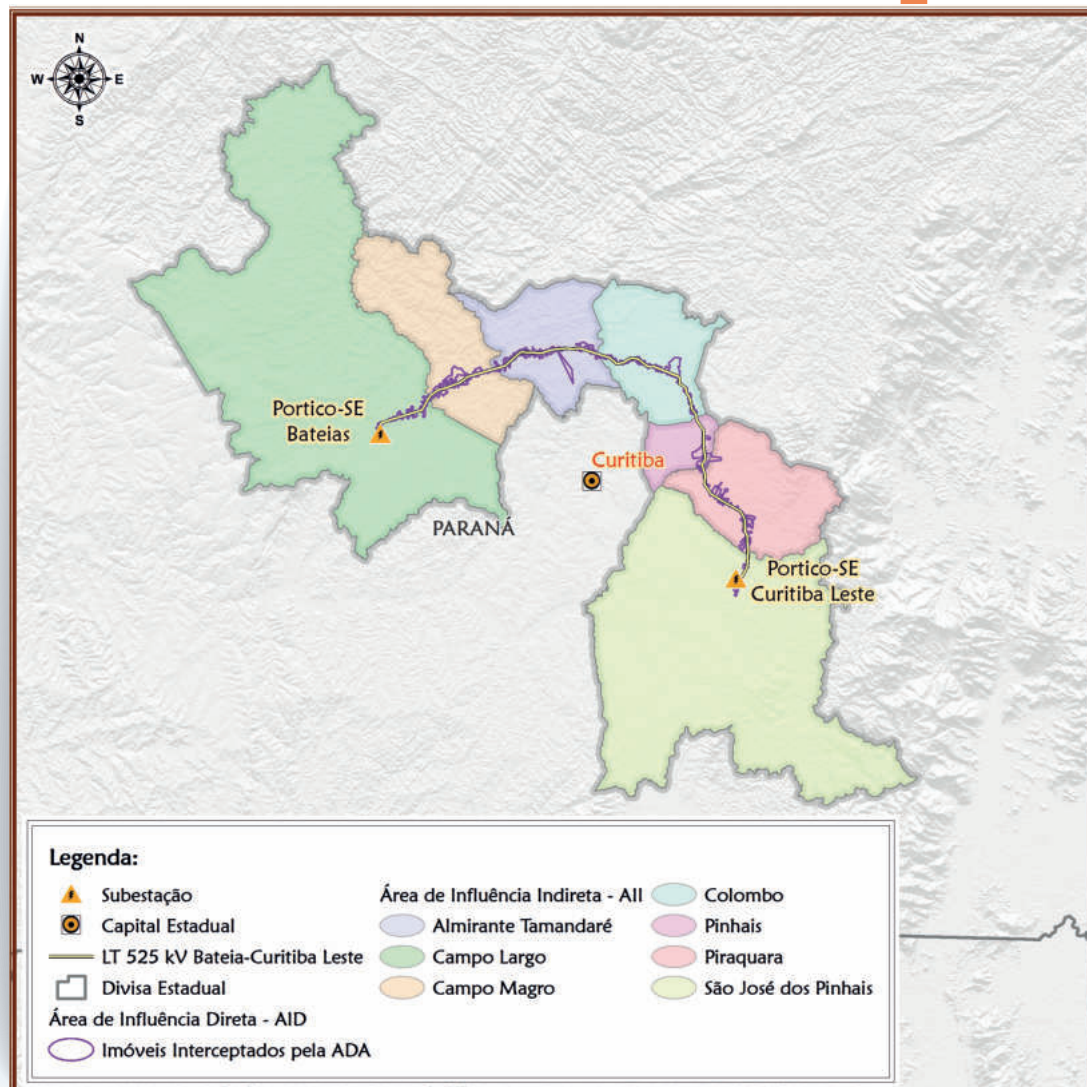 N
W
E
S
Portico-SE
Bateias
Curitiba
PARANÁ
Portico-SE
Curitiba Leste
Legenda:
Subestação
Capital Estadual
LT 525 kV Bateia-Curitiba Leste
Divisa Estadual
Área de Influência Direta - AID
Imóveis Interceptados pela ADA
Área de Influência Indireta - AII
Almirante Tamandaré
Campo Largo
Campo Magro
Colombo
Pinhais
Piraquara
São José dos Pinhais